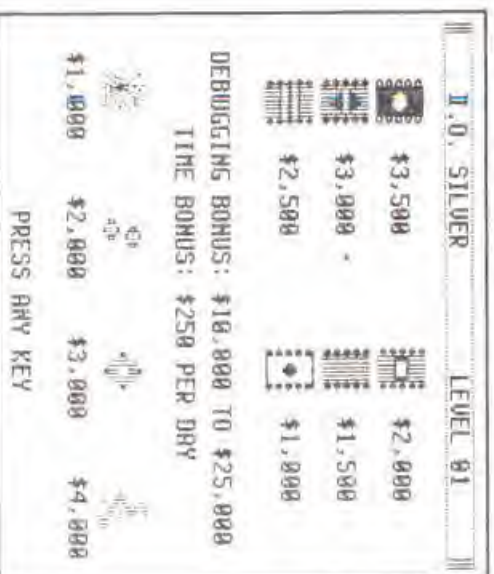 I.O. SILVER LEVEL 01
$3,500 $2,000
$3,000 $1,500
$2,500 $1,000
DEBUGGING BONUS: $10,000 TO $25,000
TIME BONUS: $250 PER DAY
$1,000 $2,000 $3,000 $4,000
PRESS ANY KEY